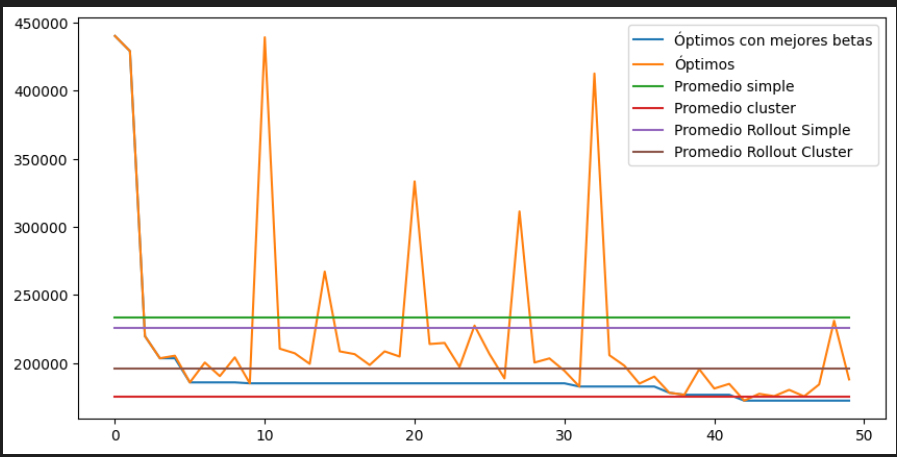 450000
400000
350000
300000
250000
200000
Óptimos con mejores betas
Óptimos
Promedio simple
Promedio cluster
Promedio Rollout Simple
Promedio Rollout Cluster
0 10 20 30 40 50